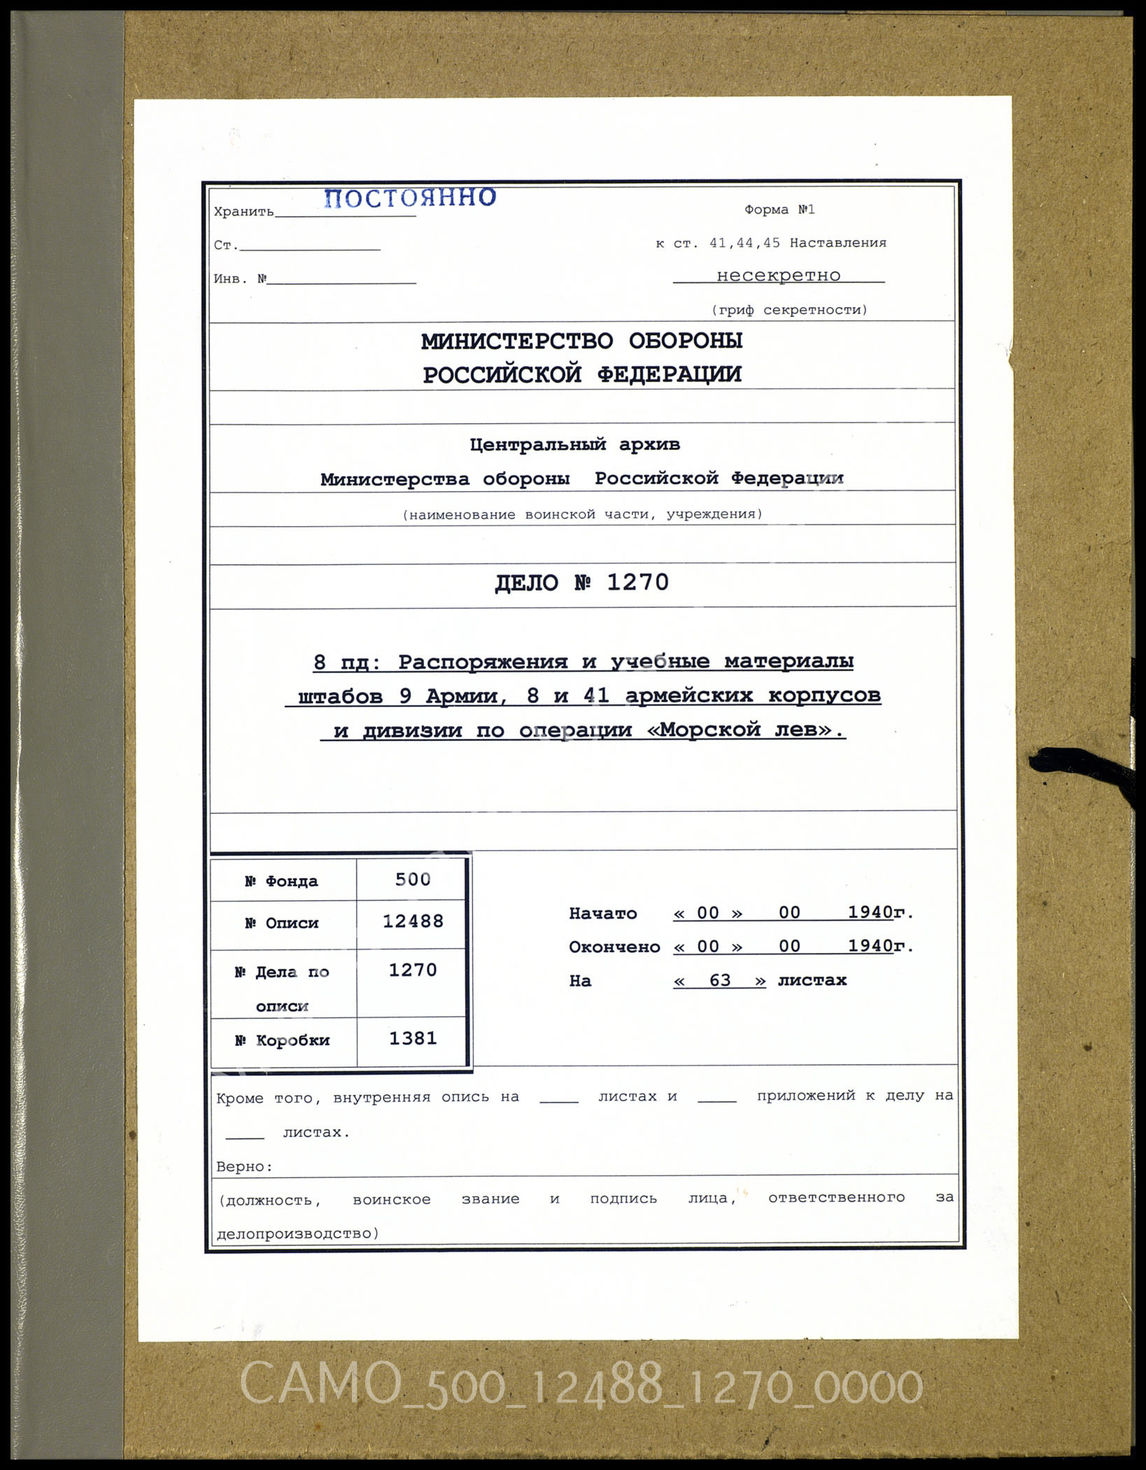 Хранить ПОСТОЯННО
Форма №1
Ст.
к ст. 41,44,45 Наставления
Инв. №
несекретно
(гриф секретности)
МИНИСТЕРСТВО ОБОРОНЫ
РОССИЙСКОЙ ФЕДЕРАЦИИ
Центральный архив
Министерства обороны Российской Федерации
(наименование воинской части, учреждения)
ДЕЛО № 1270
8 пд: Распоряжения и учебные материалы
штабов 9 Армии, 8 и 41 армейских корпусов
и дивизии по операции «Морской лев».
№ Фонда 500
№ Описи 12488
№ Дела по 1270
описи
№ Коробки 1381
Начато « 00 » 00 1940г.
Окончено « 00 » 00 1940г.
На « 63 » листах
Кроме того, внутренняя опись на ____ листах и ____ приложений к делу на
____ листах.
Верно:
(должность, воинское звание и подпись лица, ответственного за
делопроизводство)
CAMO_500_12488_1270_0000